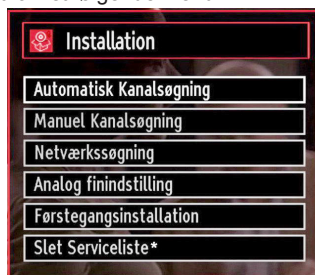 Installation
Automatisk Kanalsøgning
Manuel Kanalsøgning
Netværkssøgning
Analog finindstilling
Førstegangsinstallation
Slet Serviceliste*